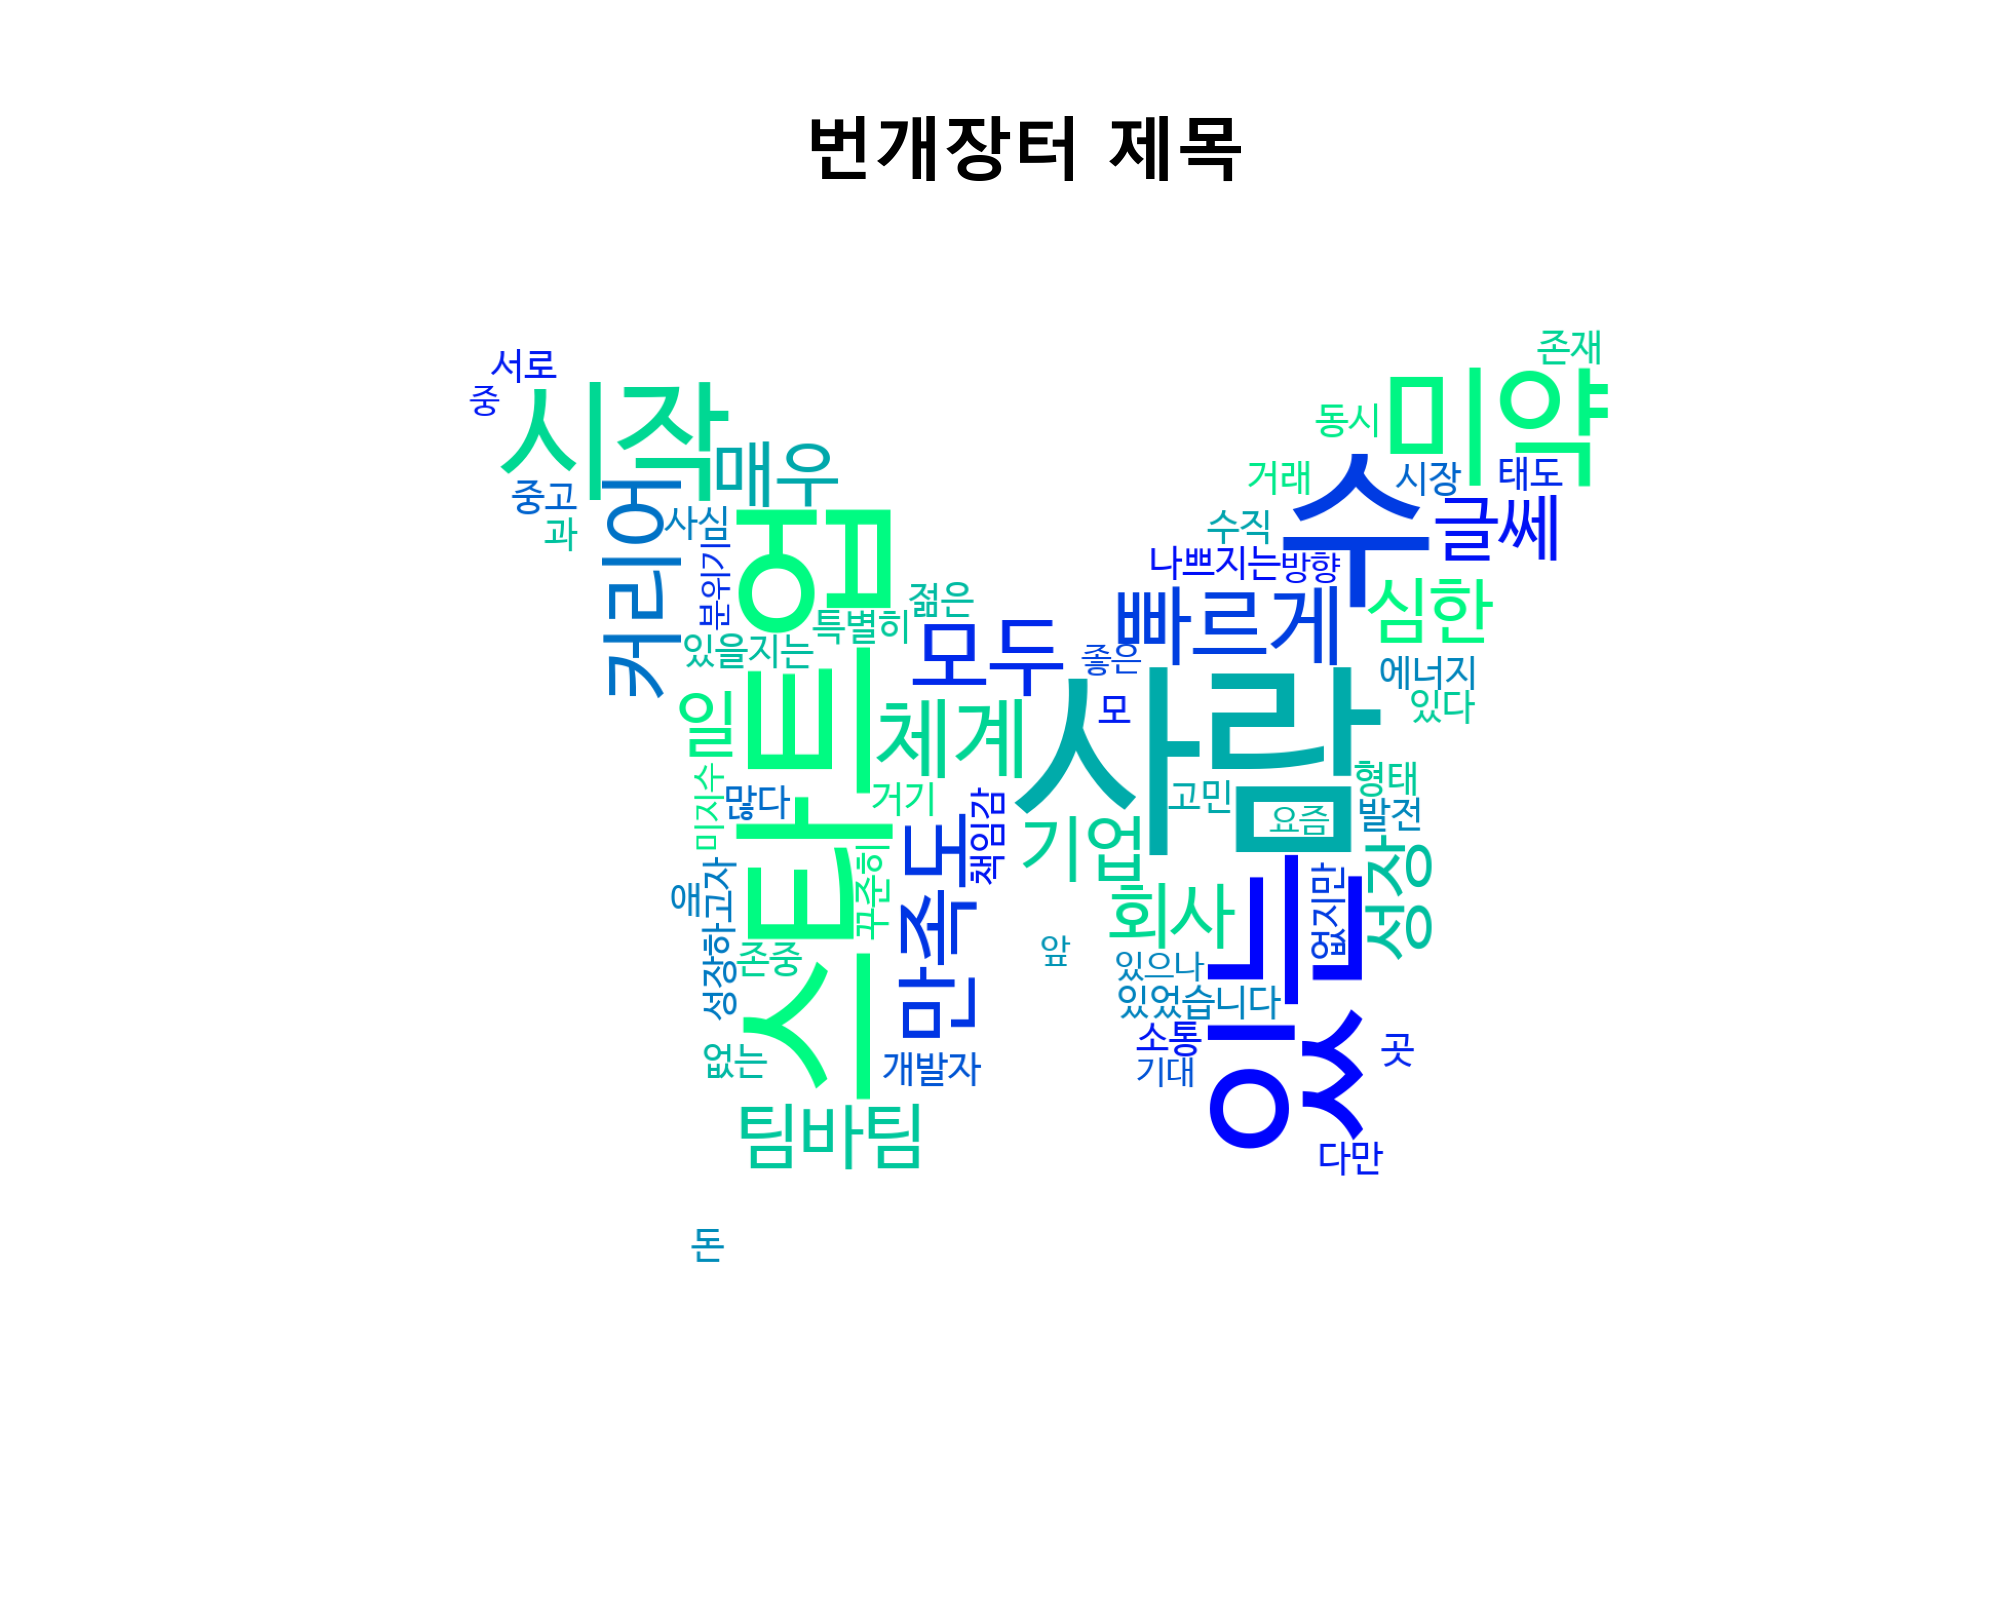 번개장터 제목
존재
서로
중
시작
미약
동시
매우
수
거래
시장
태도
중고
커리어
사심
글쎄
과
수직
분위기
나쁘지는
방향
스타트업
젊은
심한
특별히
모두
빠르게
있을지는
좋은
에너지
일
체계
모
사람
있다
미지수
많다
거기
책임감
고민
형태
요즘
발전
기업
만족도
꾸준히
성장
애
성장하고자
회사
없지만
있는
존중
앞
있으나
있었습니다
소통
없는
개발자
기대
곳
팀바팀
다만
돈